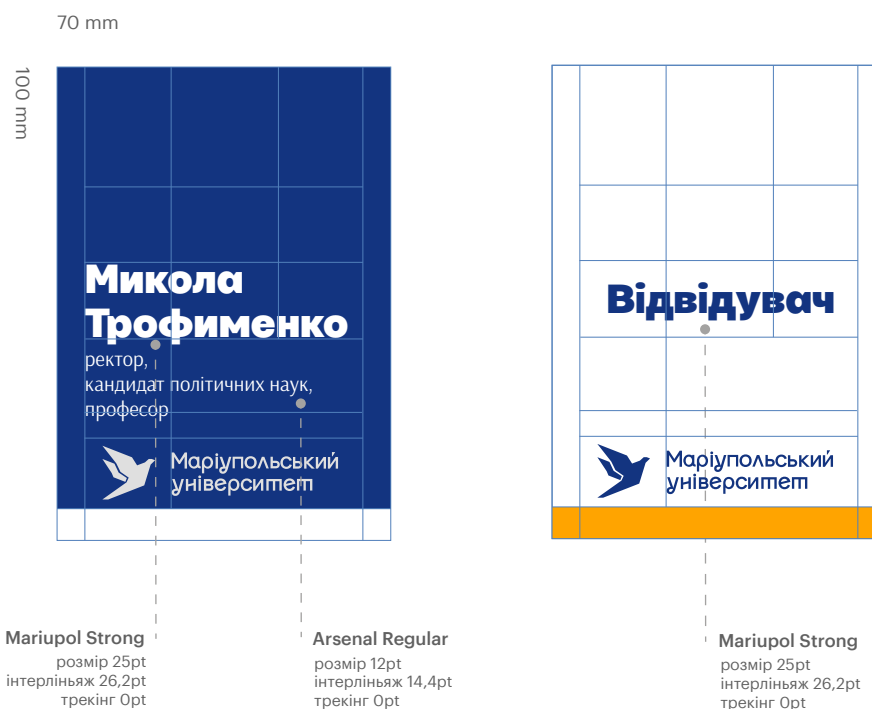 70 mm
100 mm
Микола
Трофименко
ректор,
кандидат політичних наук,
професор
Маріупольський
університет
Відвідувач
Маріупольський
університет
Mariupol Strong
розмір 25pt
інтерліньяж 26,2pt
трекінг 0pt
Arsenal Regular
розмір 12pt
інтерліньяж 14,4pt
трекінг 0pt
Mariupol Strong
розмір 25pt
інтерліньяж 26,2pt
трекінг 0pt